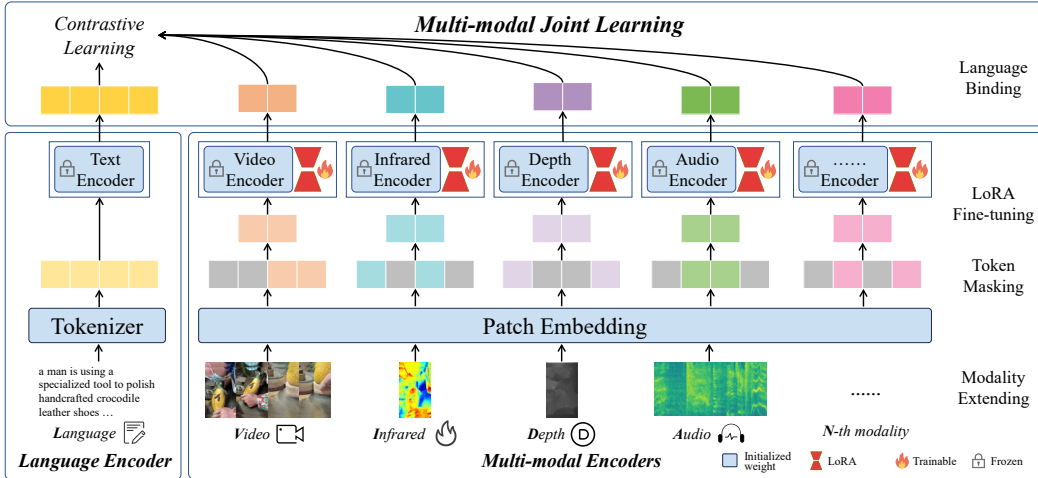 Multi-modal Joint Learning
Contrastive
Learning
Language
Binding
Text
Encoder
Video
Encoder
Infrared
Encoder
Depth
Encoder
Audio
Encoder
......
Encoder
LoRA
Fine-tuning
Token
Masking
Tokenizer
Patch Embedding
a man is using a
specialized tool to polish
handcrafted crocodile
leather shoes ...
Modality
Extending
......
Language
Video
Infrared
Depth
D
Audio
N-th modality
Language Encoder
Multi-modal Encoders
Initialized
weight
LoRA
Trainable
Frozen